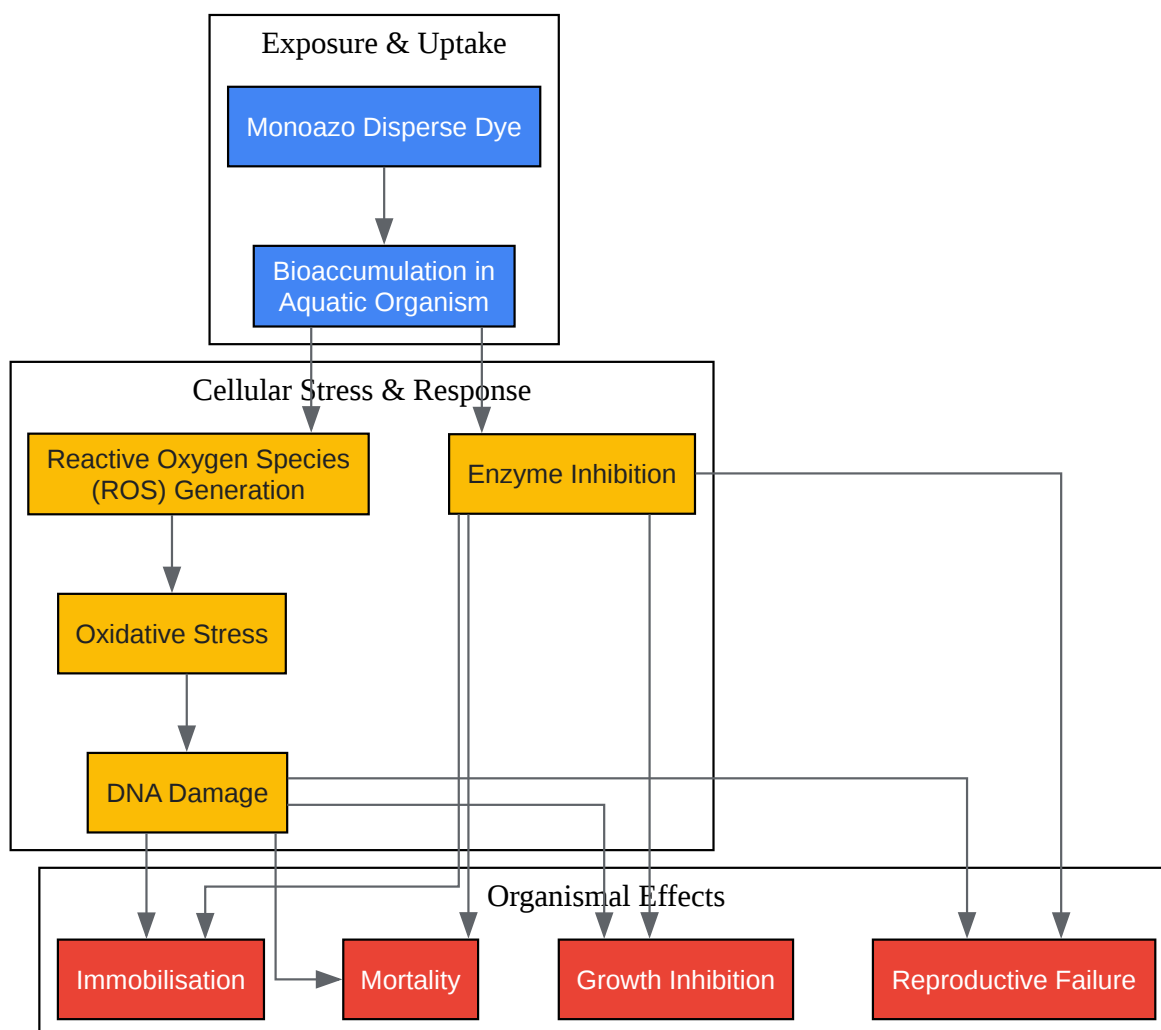 Exposure & Uptake
Monoazo Disperse Dye
Bioaccumulation in
Aquatic Organism
Cellular Stress & Response
Reactive Oxygen Species
(ROS) Generation
Enzyme Inhibition
Oxidative Stress
DNA Damage
Organismal Effects
Immobilisation
Mortality
Growth Inhibition
Reproductive Failure